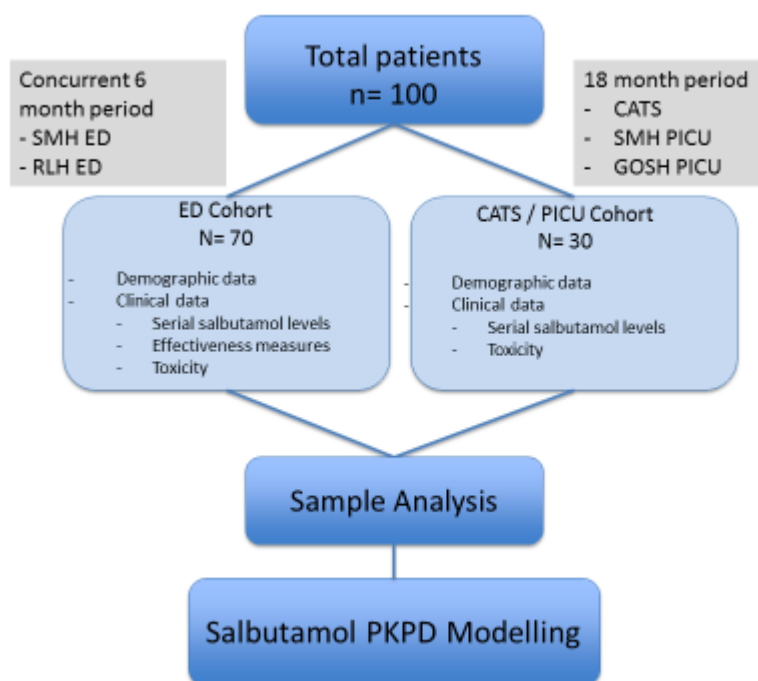 Total patients
n= 100
Concurrent 6
month period
- SMH ED
- RLH ED
18 month period
- CATS
- SMH PICU
- GOSH PICU
ED Cohort
N= 70
- Demographic data
- Clinical data
- Serial salbutamol levels
- Effectiveness measures
- Toxicity
CATS / PICU Cohort
N= 30
- Demographic data
- Clinical data
- Serial salbutamol levels
- Toxicity
Sample Analysis
Salbutamol PKPD Modelling